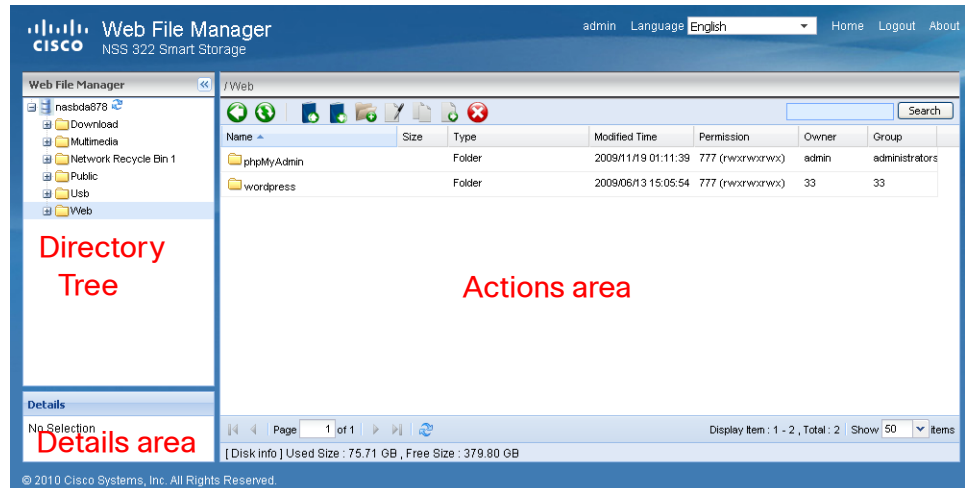 CISCO
Web File Manager
NSS 322 Smart Storage
admin Language English Home Logout About
Web File Manager
nasbda878
Download
Multimedia
Network Recycle Bin 1
Public
Usb
Web
Directory
Tree
Details
No Selection
Details area
/ Web
Search
Name Size Type Modified Time Permission Owner Group
phpMyAdmin Folder 2009/11/19 01:11:39 777 (rwxrwxrwx) admin administrators
wordpress Folder 2009/06/13 15:05:54 777 (rwxrwxrwx) 33 33
Actions area
Page 1 of 1 Display Item : 1 - 2 , Total : 2 Show 50 items
[ Disk info ] Used Size : 75.71 GB , Free Size : 379.80 GB
© 2010 Cisco Systems, Inc. All Rights Reserved.